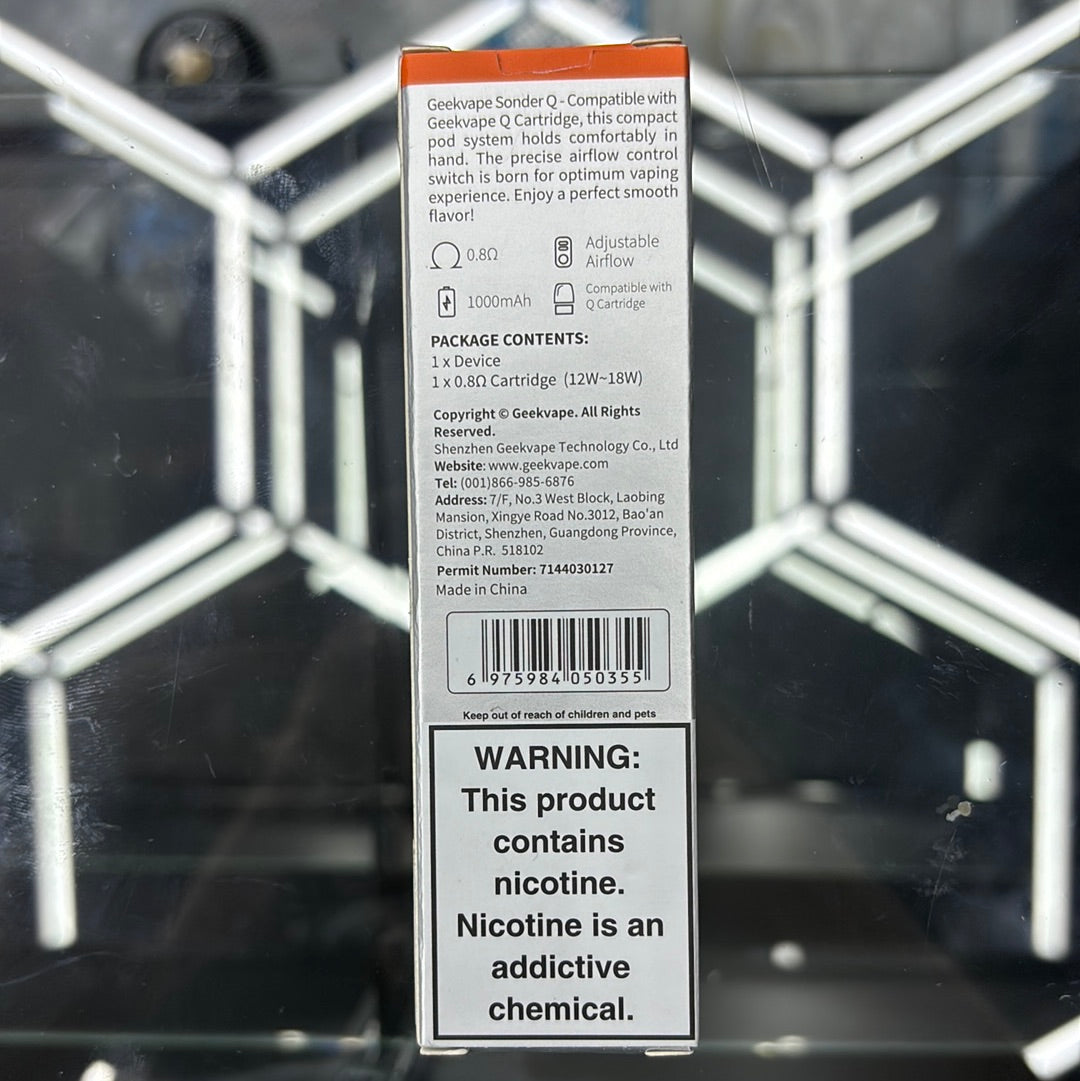 Geekvape Sonder Q - Compatible with
Geekvape Q Cartridge, this compact
pod system holds comfortably in
hand. The precise airflow control
switch is born for optimum vaping
experience. Enjoy a perfect smooth
flavor!
0.8Ω
Adjustable
Airflow
1000mAh
Compatible with
Q Cartridge
PACKAGE CONTENTS:
1 x Device
1 x 0.8Ω Cartridge (12W~18W)
Copyright © Geekvape. All Rights
Reserved.
Shenzhen Geekvape Technology Co., Ltd
Website: www.geekvape.com
Tel: (001)866-985-6876
Address: 7/F, No.3 West Block, Laobing
Mansion, Xingye Road No.3012, Bao'an
District, Shenzhen, Guangdong Province,
China P.R. 518102
Permit Number: 7144030127
Made in China
6 975984 050355
Keep out of reach of children and pets
WARNING:
This product
contains
nicotine.
Nicotine is an
addictive
chemical.